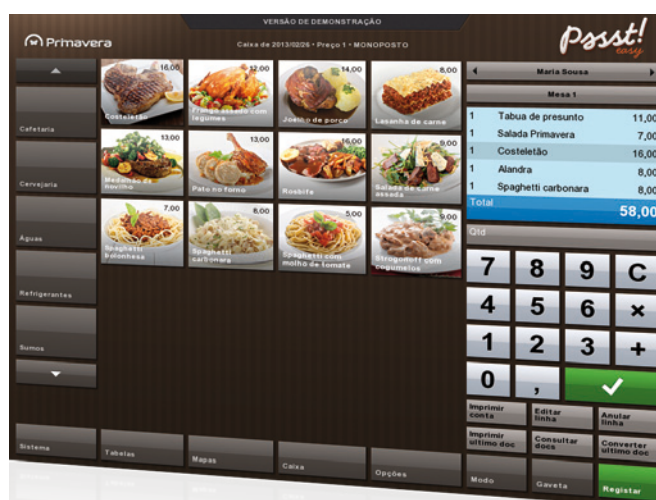 VERSÃO DE DEMONSTRAÇÃO
Primavera
Caixa de 2013/02/26 • Preço 1 • MONOPOSTO
Pssst!
easy
Cafetaria
Cervejaria
Águas
Refrigerantes
Sumos
16,00
Costeletão
12,00
Frango assado com
legumes
14,00
Joelho de porco
8,00
Lasanha de carne
13,00
Medalhão de
novilho
13,00
Pato no forno
16,00
Rosbife
9,00
Salada de carne
assada
7,00
Spaghetti
bolonhesa
8,00
Spaghetti
carbonara
5,00
Spaghetti com
molho de tomate
9,00
Strogonoff com
cogumelos
Maria Sousa
Mesa 1
1 Tabua de presunto 11,00
1 Salada Primavera 7,00
1 Costeletão 16,00
1 Alandra 8,00
1 Spaghetti carbonara 8,00
Total
58,00
Qtd
7 8 9 C
4 5 6 ×
1 2 3 +
0 ,
Imprimir
conta
Editar
linha
Anular
linha
Imprimir
ultimo doc
Consultar
docs
Converter
ultimo doc
Sistema
Tabelas
Mapas
Caixa
Opções
Modo
Gaveta
Registar